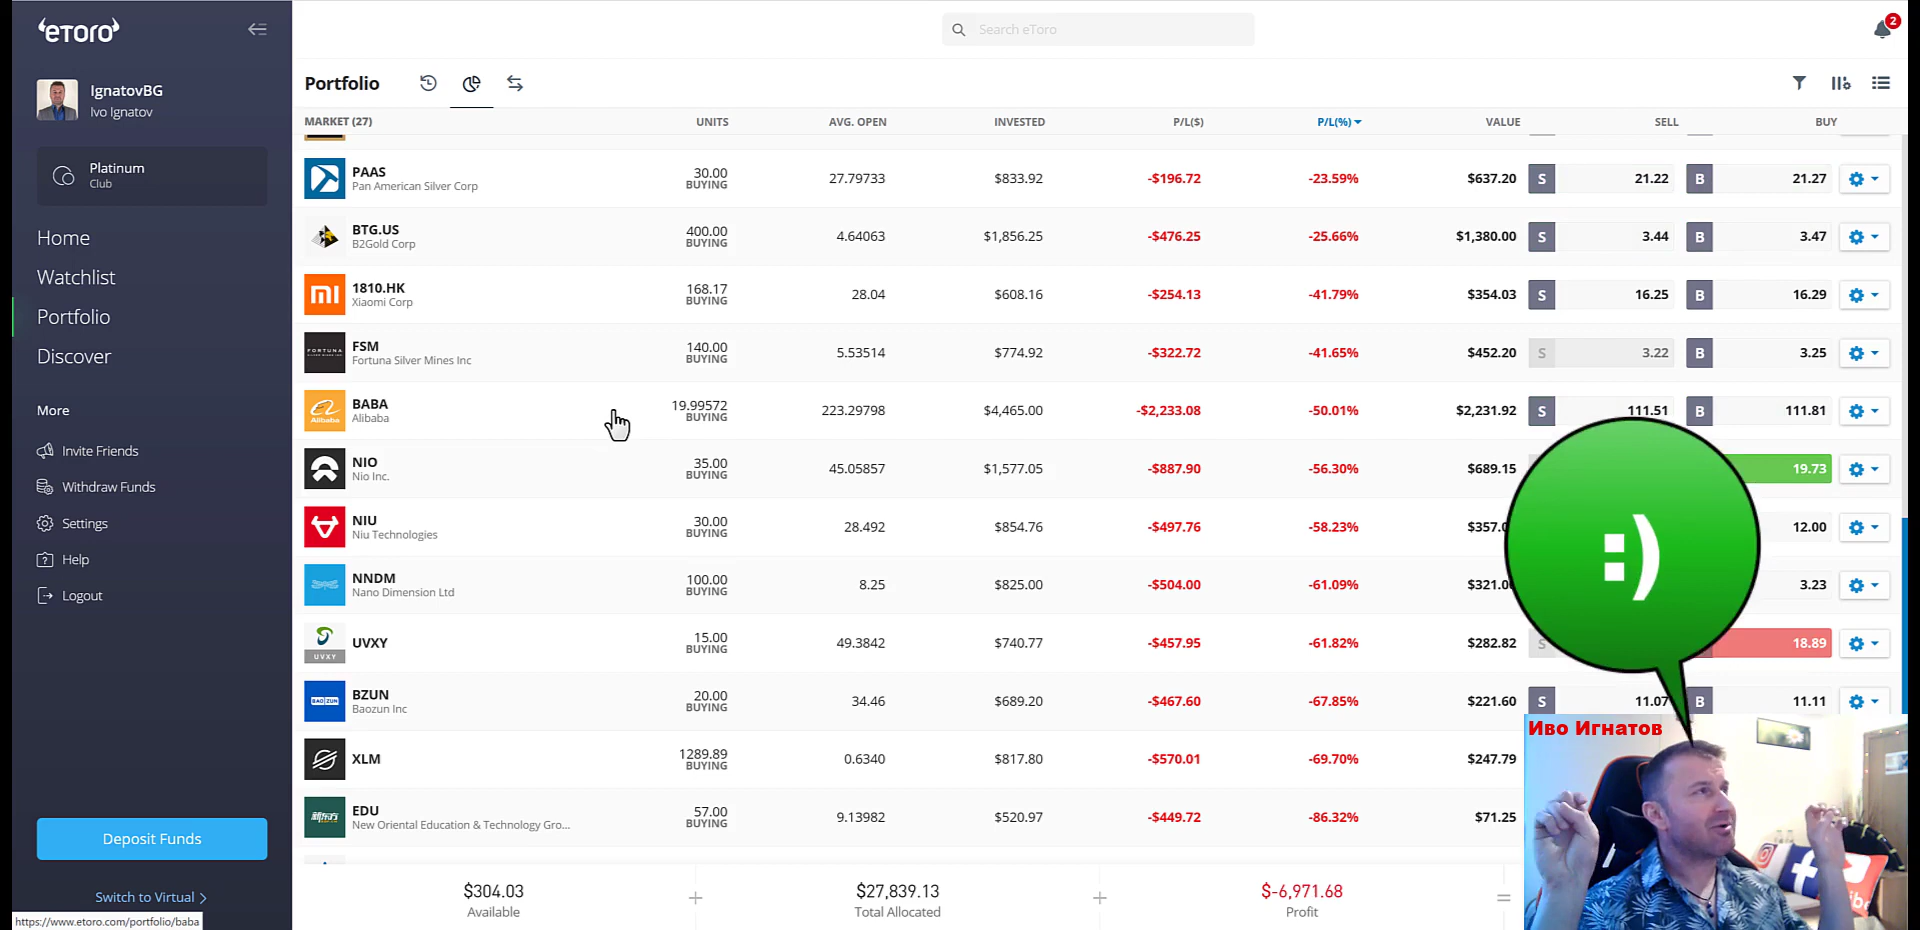 eToro
Search eToro
2
IgnatovBG
Ivo Ignatov
Platinum
Club
Home
Watchlist
Portfolio
Discover
More
Invite Friends
Withdraw Funds
Settings
Help
Logout
Deposit Funds
Switch to Virtual
https://www.etoro.com/portfolio/baba
Portfolio
MARKET (27) UNITS AVG. OPEN INVESTED P/L($) P/L(%) VALUE SELL BUY
PAAS
Pan American Silver Corp
30.00
BUYING
27.79733 $833.92 -$196.72 -23.59% $637.20 S 21.22 B 21.27
BTG.US
B2Gold Corp
400.00
BUYING
4.64063 $1,856.25 -$476.25 -25.66% $1,380.00 S 3.44 B 3.47
1810.HK
Xiaomi Corp
168.17
BUYING
28.04 $608.16 -$254.13 -41.79% $354.03 S 16.25 B 16.29
FORTUNA
FSM
Fortuna Silver Mines Inc
140.00
BUYING
5.53514 $774.92 -$322.72 -41.65% $452.20 S 3.22 B 3.25
Alibaba
BABA
Alibaba
19.99572
BUYING
223.29798 $4,465.00 -$2,233.08 -50.01% $2,231.92 S 111.51 B 111.81
NIO
Nio Inc.
35.00
BUYING
45.05857 $1,577.05 -$887.90 -56.30% $689.15 19.73
NIU
Niu Technologies
30.00
BUYING
28.492 $854.76 -$497.76 -58.23% $357.0 12.00
NNDM
Nano Dimension Ltd
100.00
BUYING
8.25 $825.00 -$504.00 -61.09% $321.0 3.23
:)
UVXY
UVXY
15.00
BUYING
49.3842 $740.77 -$457.95 -61.82% $282.82 S 18.89
BAOZUN
BZUN
Baozun Inc
20.00
BUYING
34.46 $689.20 -$467.60 -67.85% $221.60 S 11.07 B 11.11
XLM
1289.89
BUYING
0.6340 $817.80 -$570.01 -69.70% $247.79
新东方
EDU
New Oriental Education & Technology Gro...
57.00
BUYING
9.13982 $520.97 -$449.72 -86.32% $71.25
Иво Игнатов
$304.03 + $27,839.13 + $-6,971.68 =
Available Total Allocated Profit